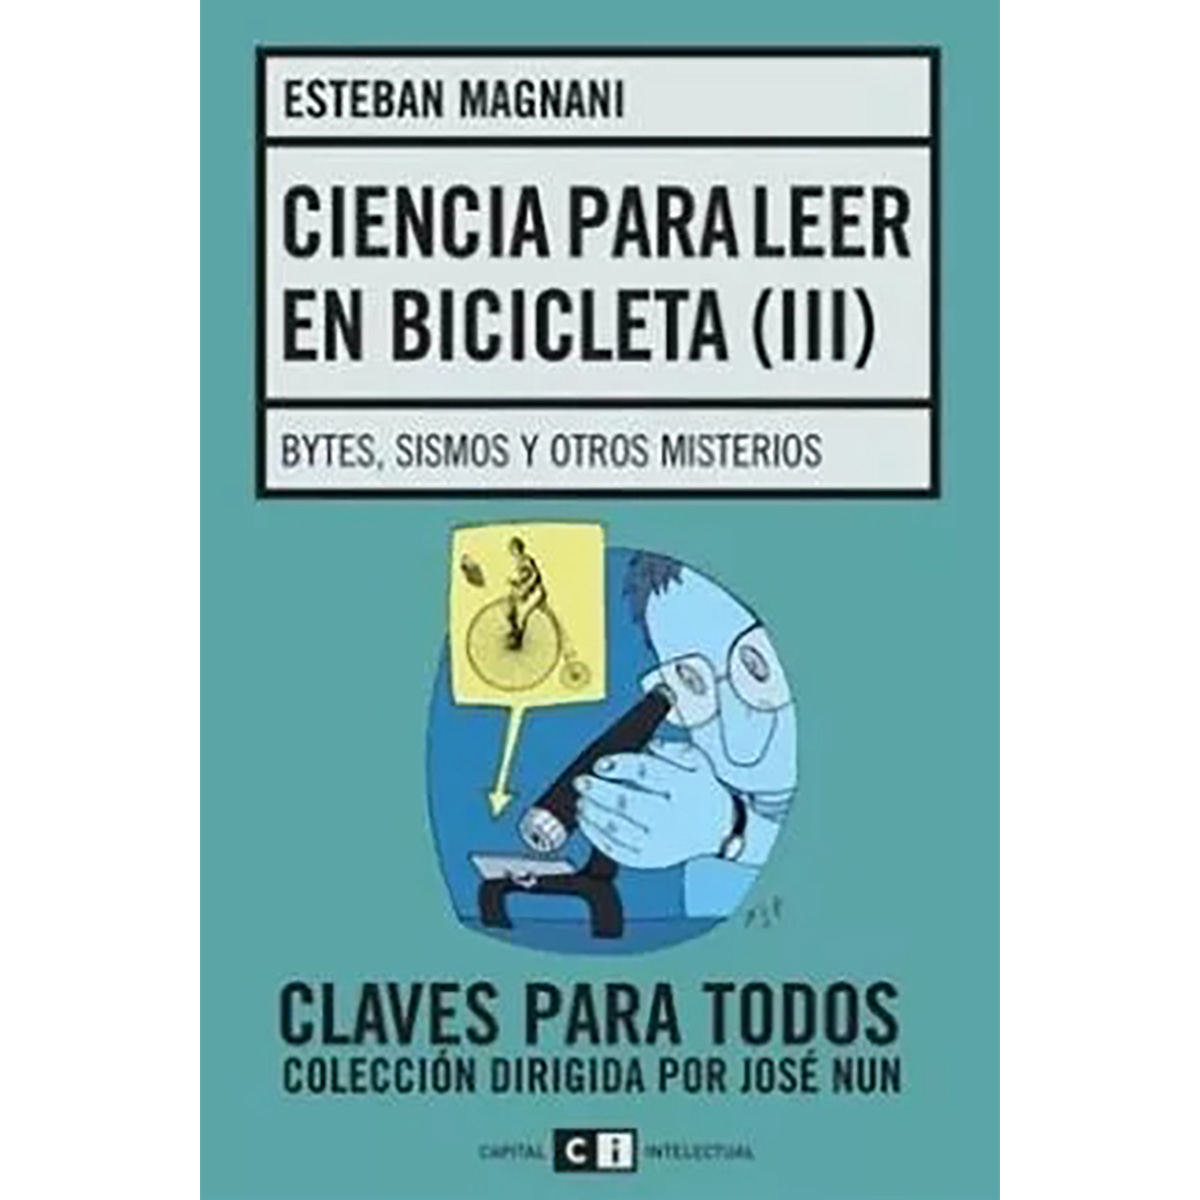 ESTEBAN MAGNANI
CIENCIA PARA LEER
EN BICICLETA (III)
BYTES, SISMOS Y OTROS MISTERIOS
CLAVES PARA TODOS
COLECCIÓN DIRIGIDA POR JOSÉ NUN
CAPITAL Ci INTELECTUAL